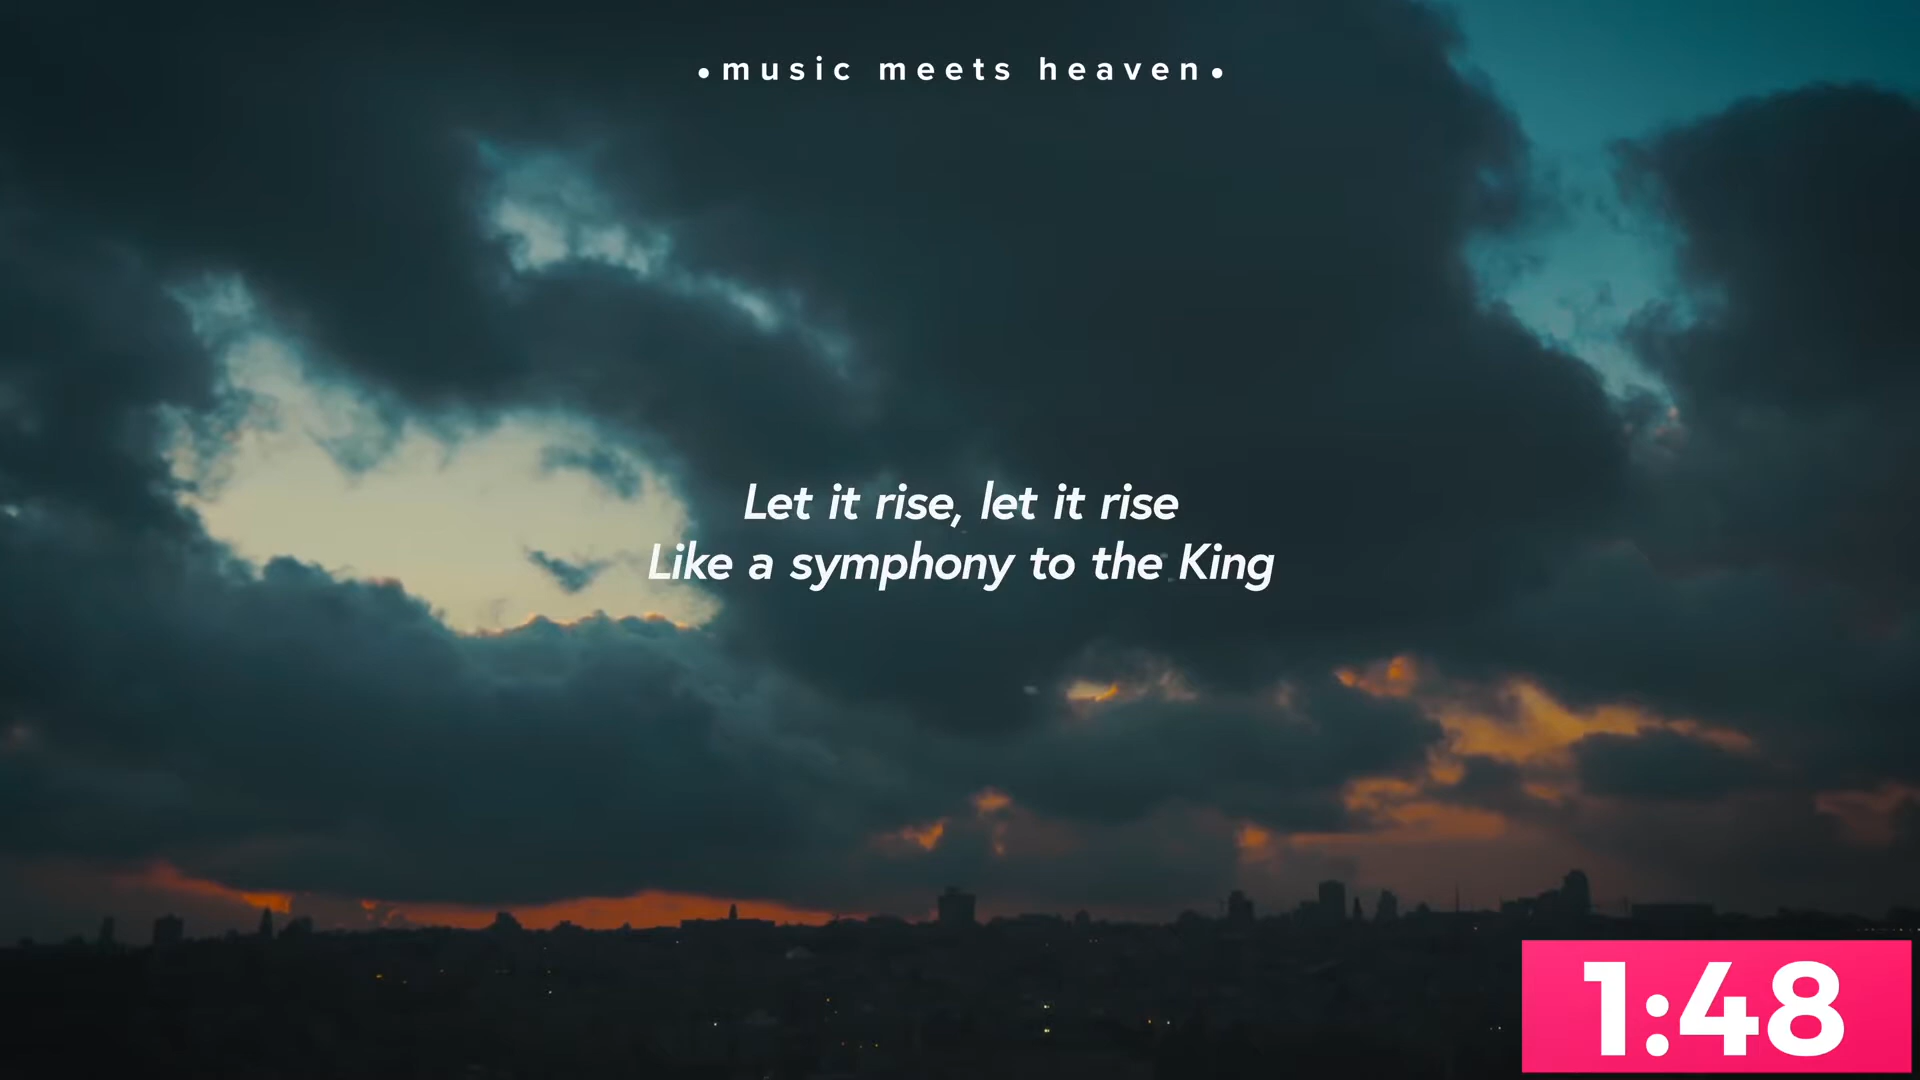 •music meets heaven•
Let it rise, let it rise
Like a symphony to the King
1:48